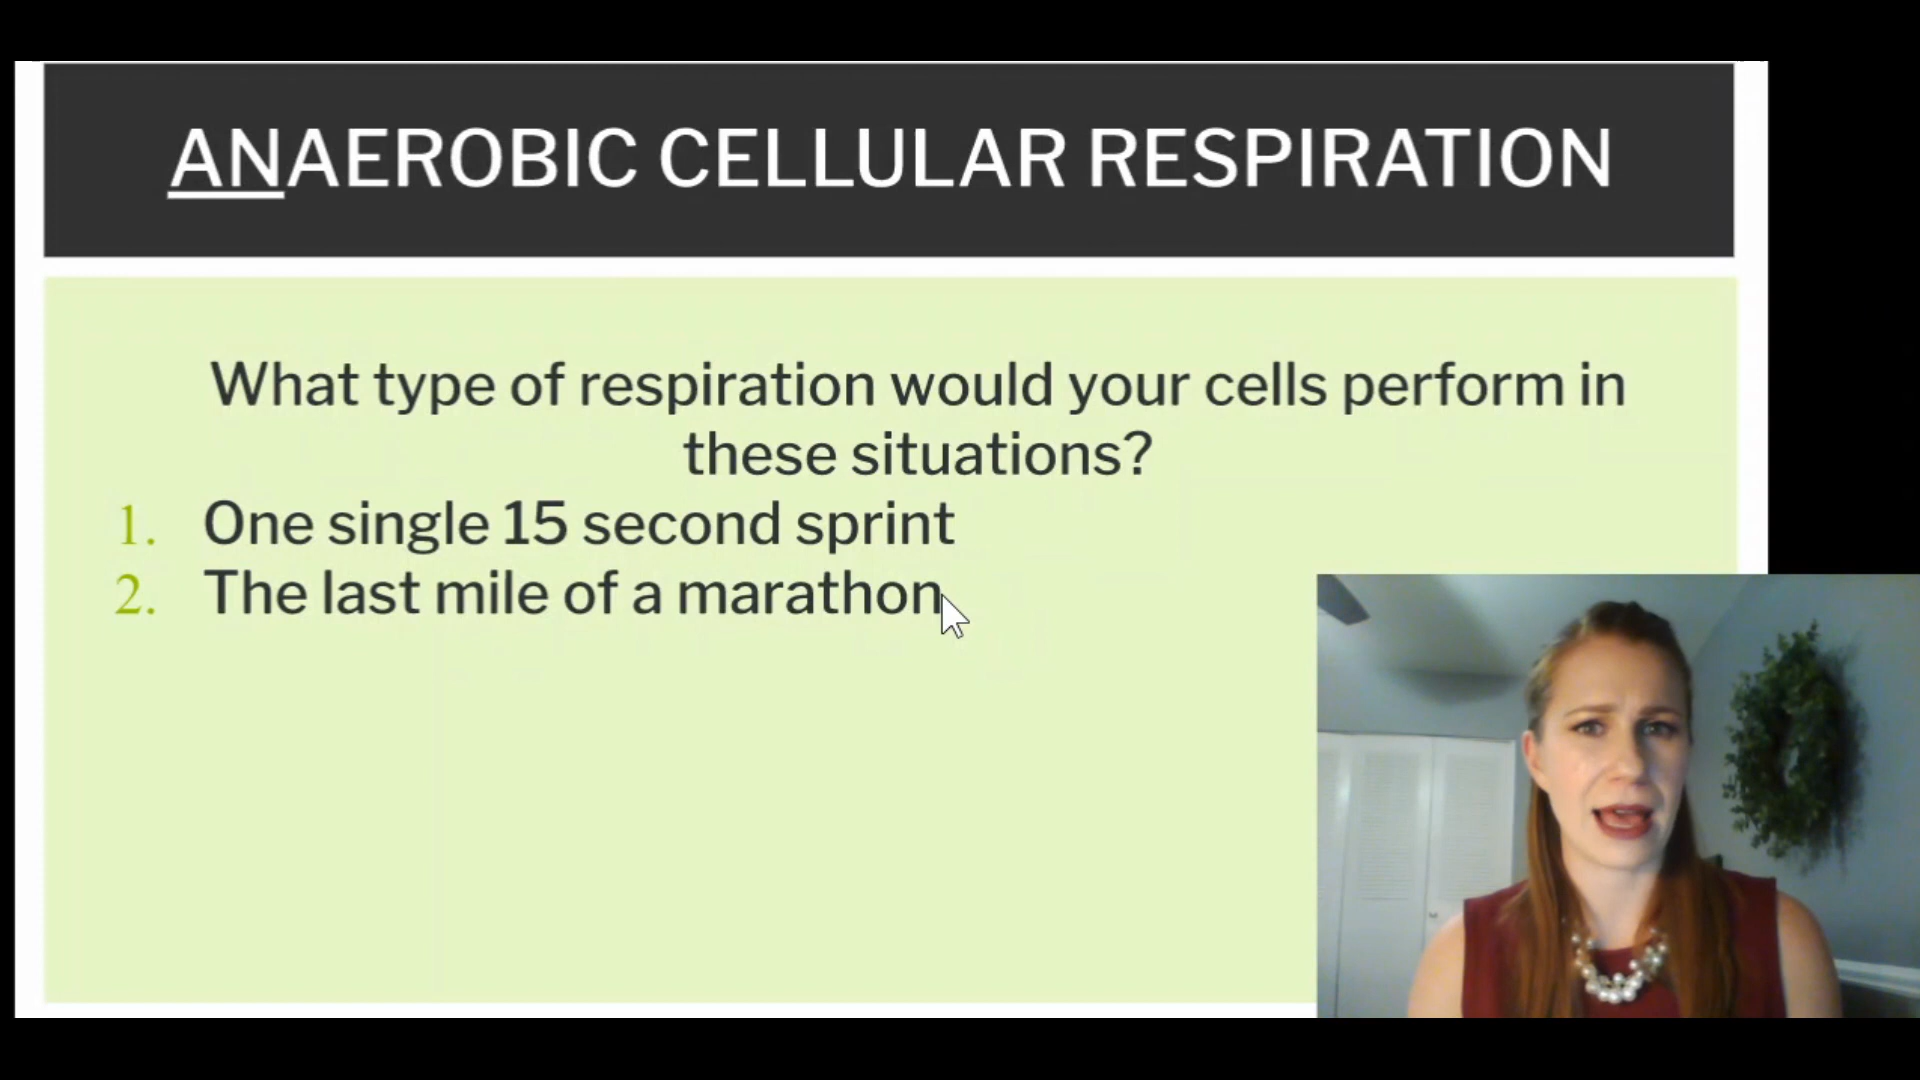 ANAEROBIC CELLULAR RESPIRATION
What type of respiration would your cells perform in
these situations?
1. One single 15 second sprint
2. The last mile of a marathon